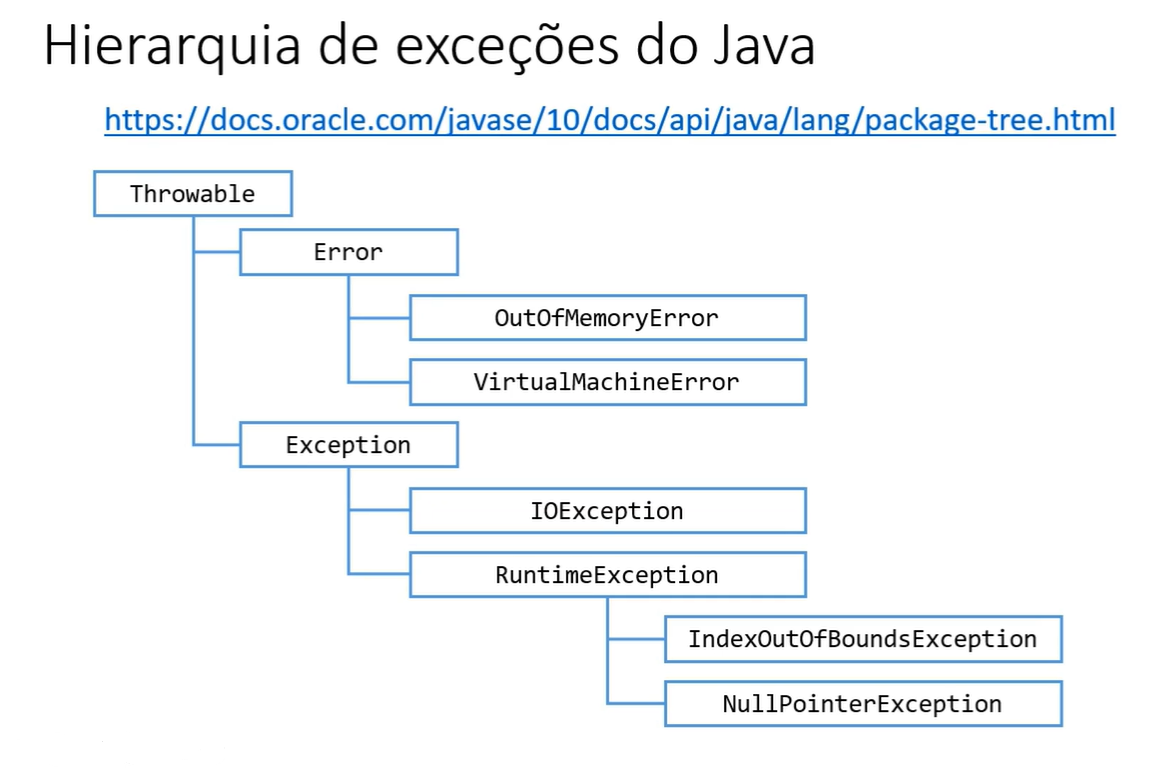 Hierarquia de exceções do Java
https://docs.oracle.com/javase/10/docs/api/java/lang/package-tree.html
Throwable
Error
OutOfMemoryError
VirtualMachineError
Exception
IOException
RuntimeException
IndexOutOfBoundsException
NullPointerException